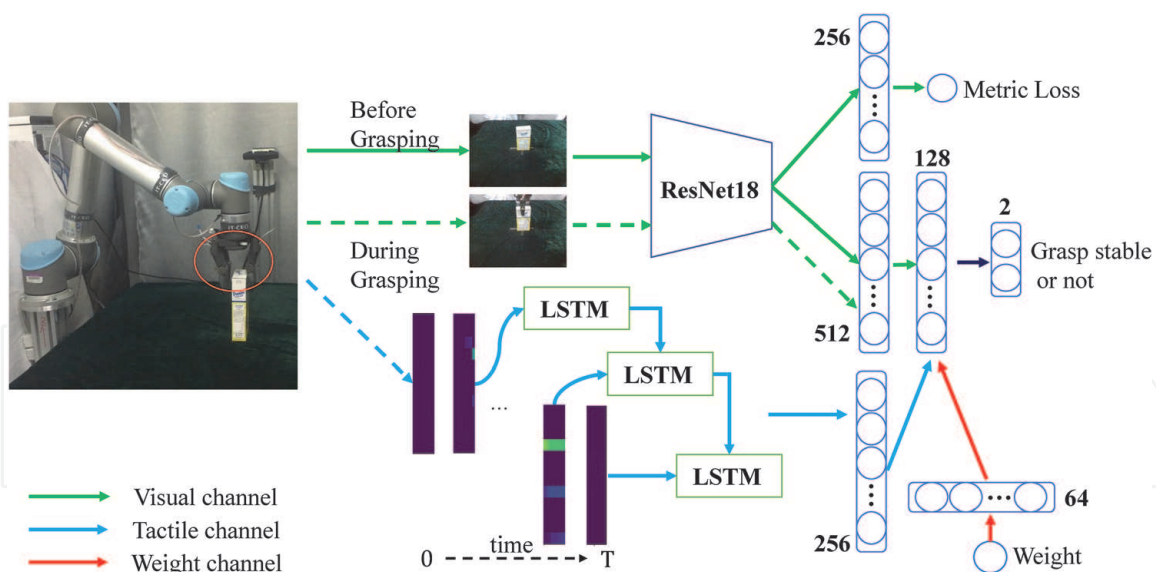 256
Metric Loss
Before
Grasping
ResNet18
128
2
Grasp stable
or not
During
Grasping
512
LSTM
LSTM
LSTM
...
Visual channel
Tactile channel
Weight channel
0
time
T
256
64
Weight